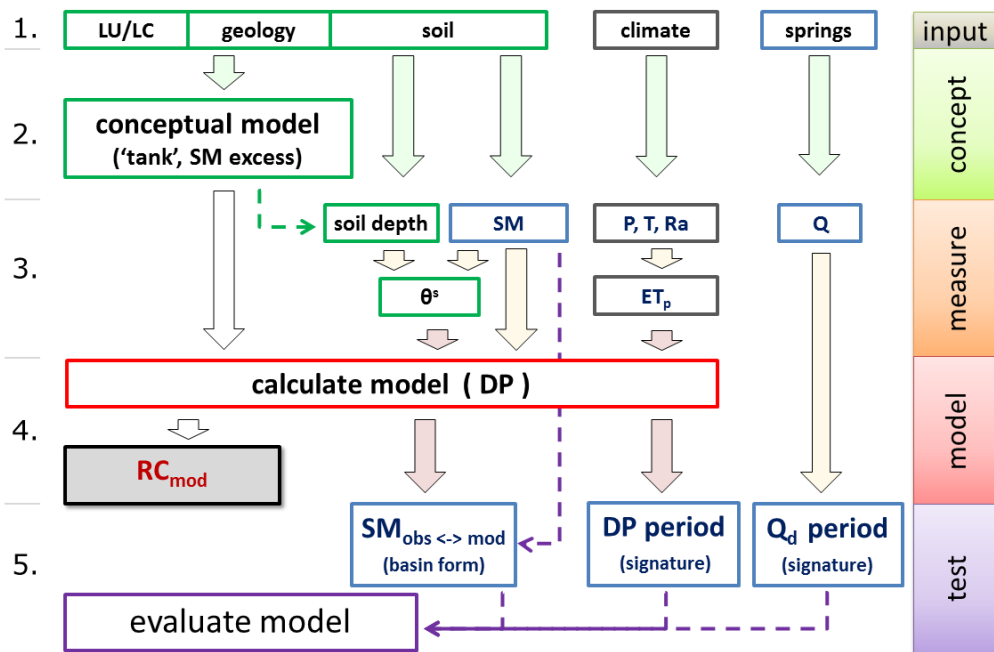 1.
LU/LC
geology
soil
climate
springs
input
2.
conceptual model
(‘tank’, SM excess)
concept
3.
soil depth
SM
P, T, Ra
Q
θˢ
ETₚ
measure
calculate model ( DP )
4.
RCmod
model
5.
SMobs <-> mod
(basin form)
DP period
(signature)
Qd period
(signature)
test
evaluate model